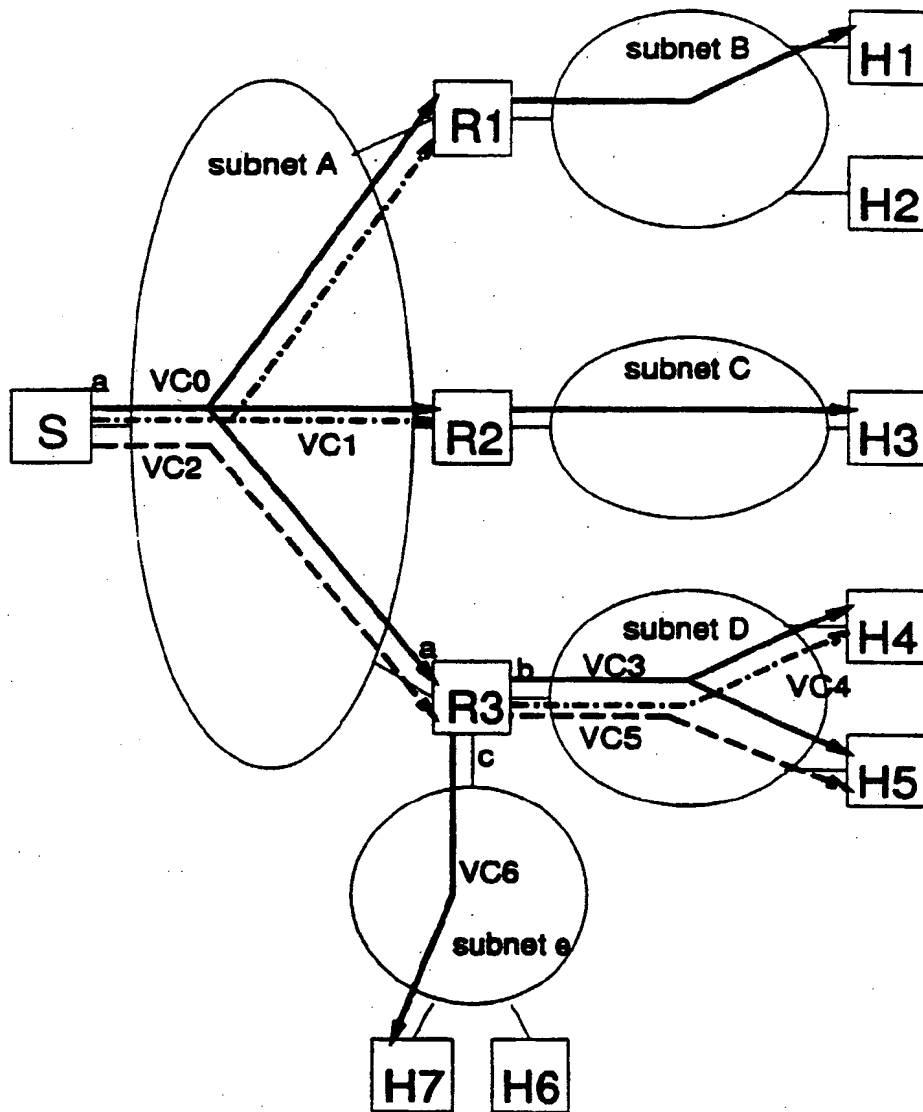 subnet B
H1
R1
subnet A
H2
subnet C
a
VC0
H3
S
VC1
R2
VC2
subnet D
H4
a
b
VC3
VC4
R3
VC5
c
H5
VC6
subnet e
H7
H6